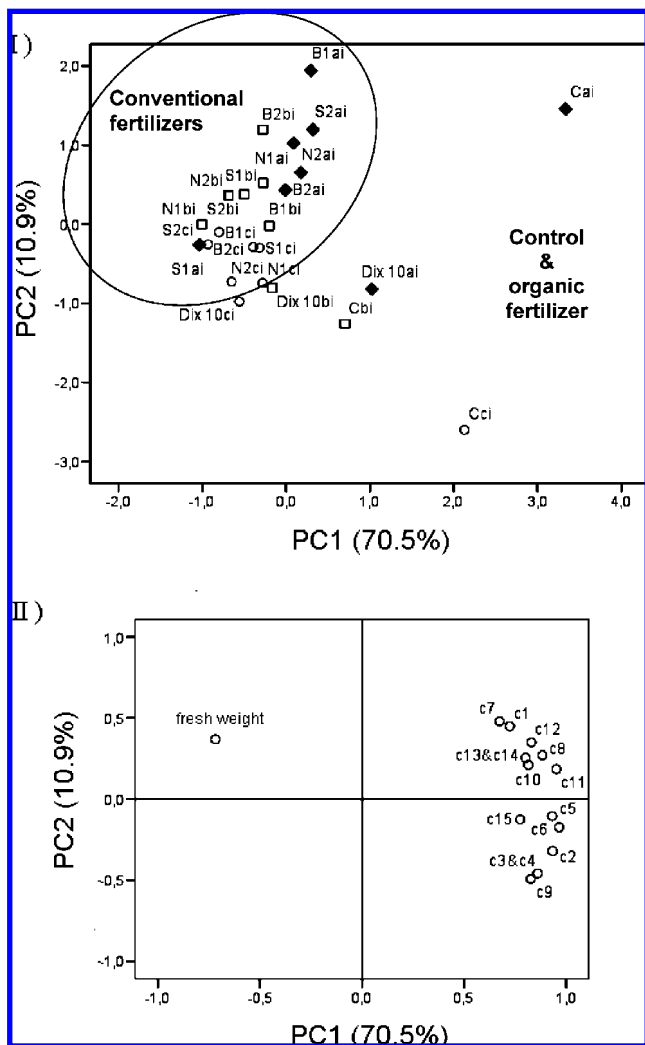 I)
2,0
1,0
0,0
-1,0
-2,0
-3,0
PC2 (10.9%)
Conventional
fertilizers
B1ai
Cai
B2bi
S2ai
N1ai
N2ai
N2bi
S1bi
B2ai
N1bi
S2bi
B1bi
S2ci
B1ci
B2ci
S1ci
S1ai
N2ci
N1ci
Dix 10ci
Dix 10bi
Dix 10ai
Cbi
Cci
Control
&
organic
fertilizer
-2,0 -1,0 0,0 1,0 2,0 3,0 4,0
PC1 (70.5%)
II)
1,0
0,5
0,0
-0,5
-1,0
PC2 (10.9%)
fresh weight
c7
c1
c12
c13&c14
c8
c10
c11
c15
c5
c6
c3&c4
c2
c9
-1,0 -0,5 0,0 0,5 1,0
PC1 (70.5%)